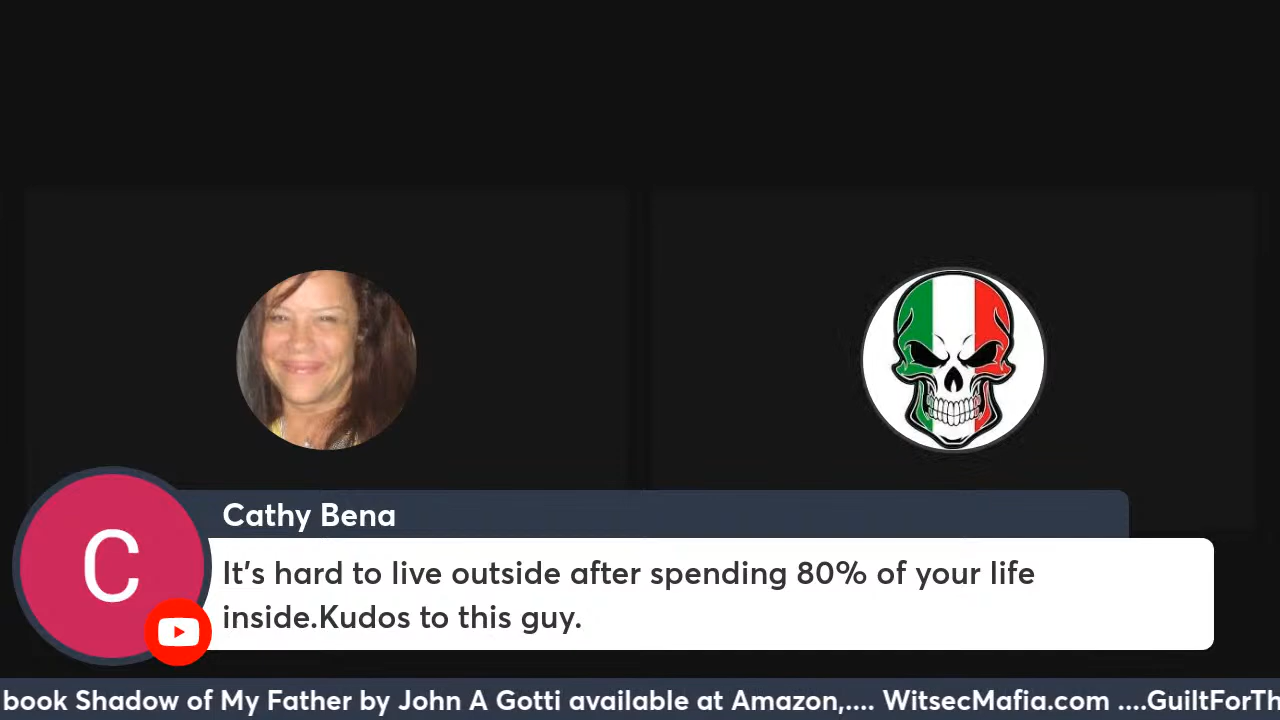 C
Cathy Bena
It's hard to live outside after spending 80% of your life
inside.Kudos to this guy.
book Shadow of My Father by John A Gotti available at Amazon,.... WitsecMafia.com ....GuiltForTh